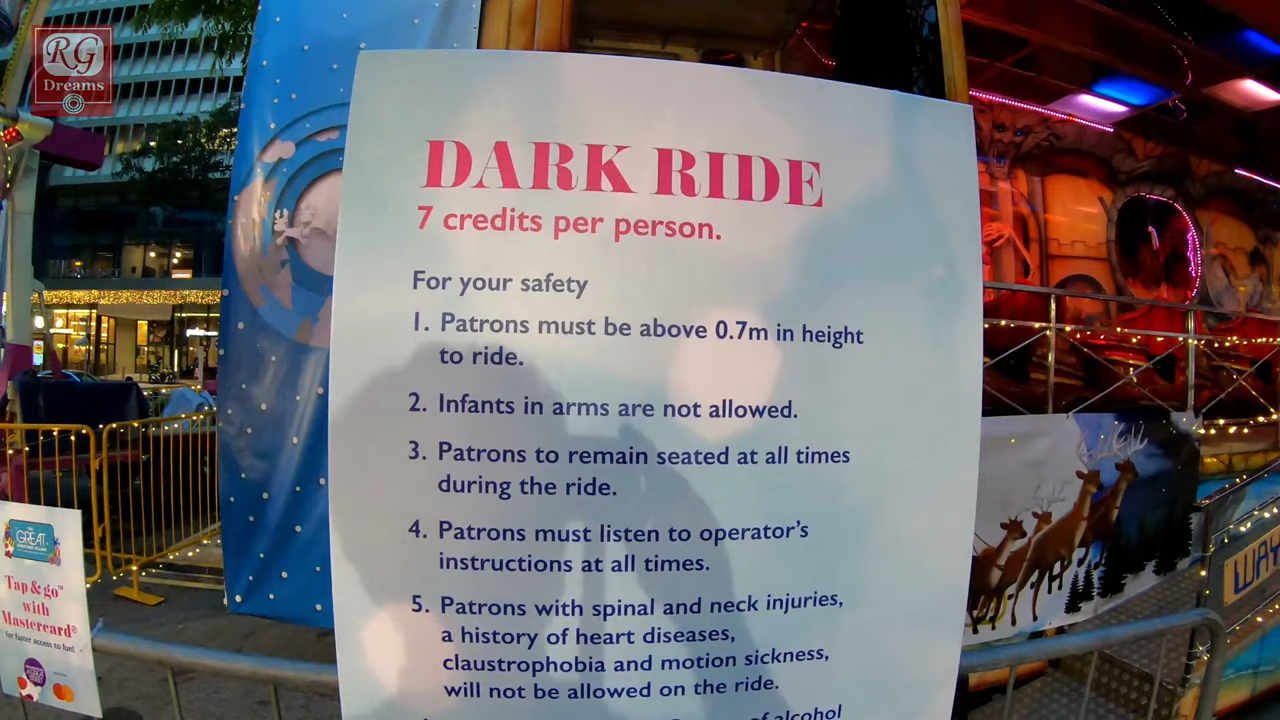 RG
Dreams
DARK RIDE
7 credits per person.
For your safety
1. Patrons must be above 0.7m in height
to ride.
2. Infants in arms are not allowed.
3. Patrons to remain seated at all times
during the ride.
4. Patrons must listen to operator's
instructions at all times.
5. Patrons with spinal and neck injuries,
a history of heart diseases,
claustrophobia and motion sickness,
will not be allowed on the ride.
of alcohol
GREAT
Tap & go™
with
Mastercard®
for faster access to fun!
WAY